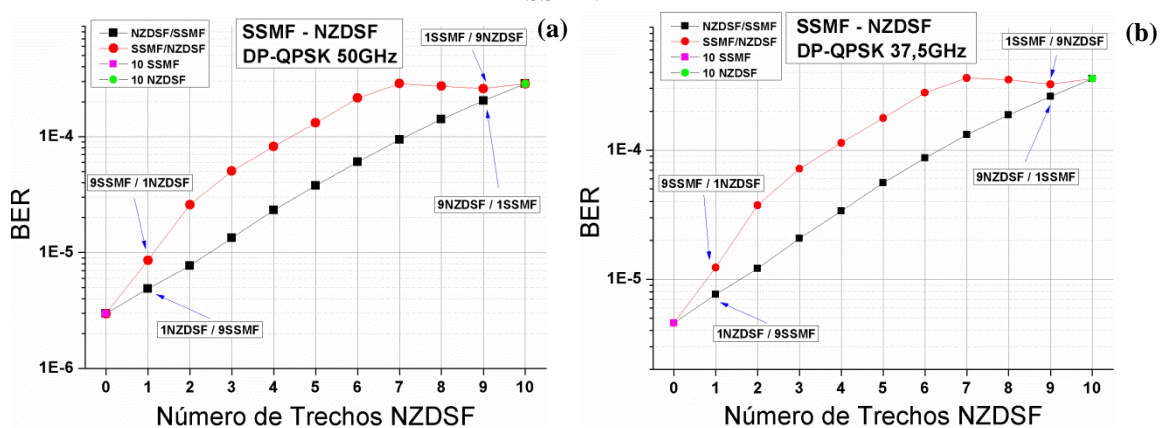 (a)
NZDSF/SSMF
SSMF/NZDSF
10 SSMF
10 NZDSF
SSMF - NZDSF
DP-QPSK 50GHz
1SSMF / 9NZDSF
9SSMF / 1NZDSF
9NZDSF / 1SSMF
1NZDSF / 9SSMF
BER
1E-4
1E-5
1E-6
0 1 2 3 4 5 6 7 8 9 10
Número de Trechos NZDSF
(b)
NZDSF/SSMF
SSMF/NZDSF
10 SSMF
10 NZDSF
SSMF - NZDSF
DP-QPSK 37,5GHz
1SSMF / 9NZDSF
9SSMF / 1NZDSF
9NZDSF / 1SSMF
1NZDSF / 9SSMF
BER
1E-4
1E-5
0 1 2 3 4 5 6 7 8 9 10
Número de Trechos NZDSF